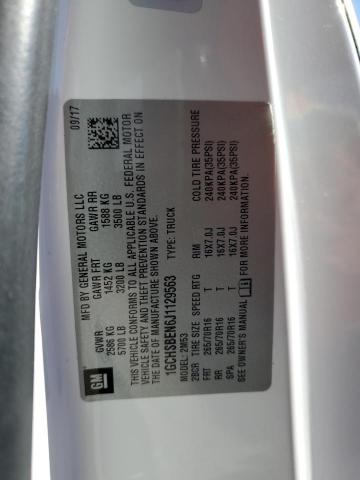 GM
MFD BY GENERAL MOTORS LLC 09/17
GVWR GAWR FRT GAWR RR
2586 KG 1452 KG 1588 KG
5700 LB 3200 LB 3500 LB
THIS VEHICLE CONFORMS TO ALL APPLICABLE U.S. FEDERAL MOTOR
VEHICLE SAFETY AND THEFT PREVENTION STANDARDS IN EFFECT ON
DATE OF MANUFACTURE SHOWN ABOVE.
1GCHSBEN6J1129563 TYPE: TRUCK
MODEL: 2M53
2BCR TIRE SIZE SPEED RTG RIM COLD TIRE PRESSURE
FRT 265/70R16 T 16X7.0J 240KPA(35PSI)
RR 265/70R16 T 16X7.0J 240KPA(35PSI)
SPA 265/70R16 T 16X7.0J 240KPA(35PSI)
SEE OWNER'S MANUAL FOR MORE INFORMATION.